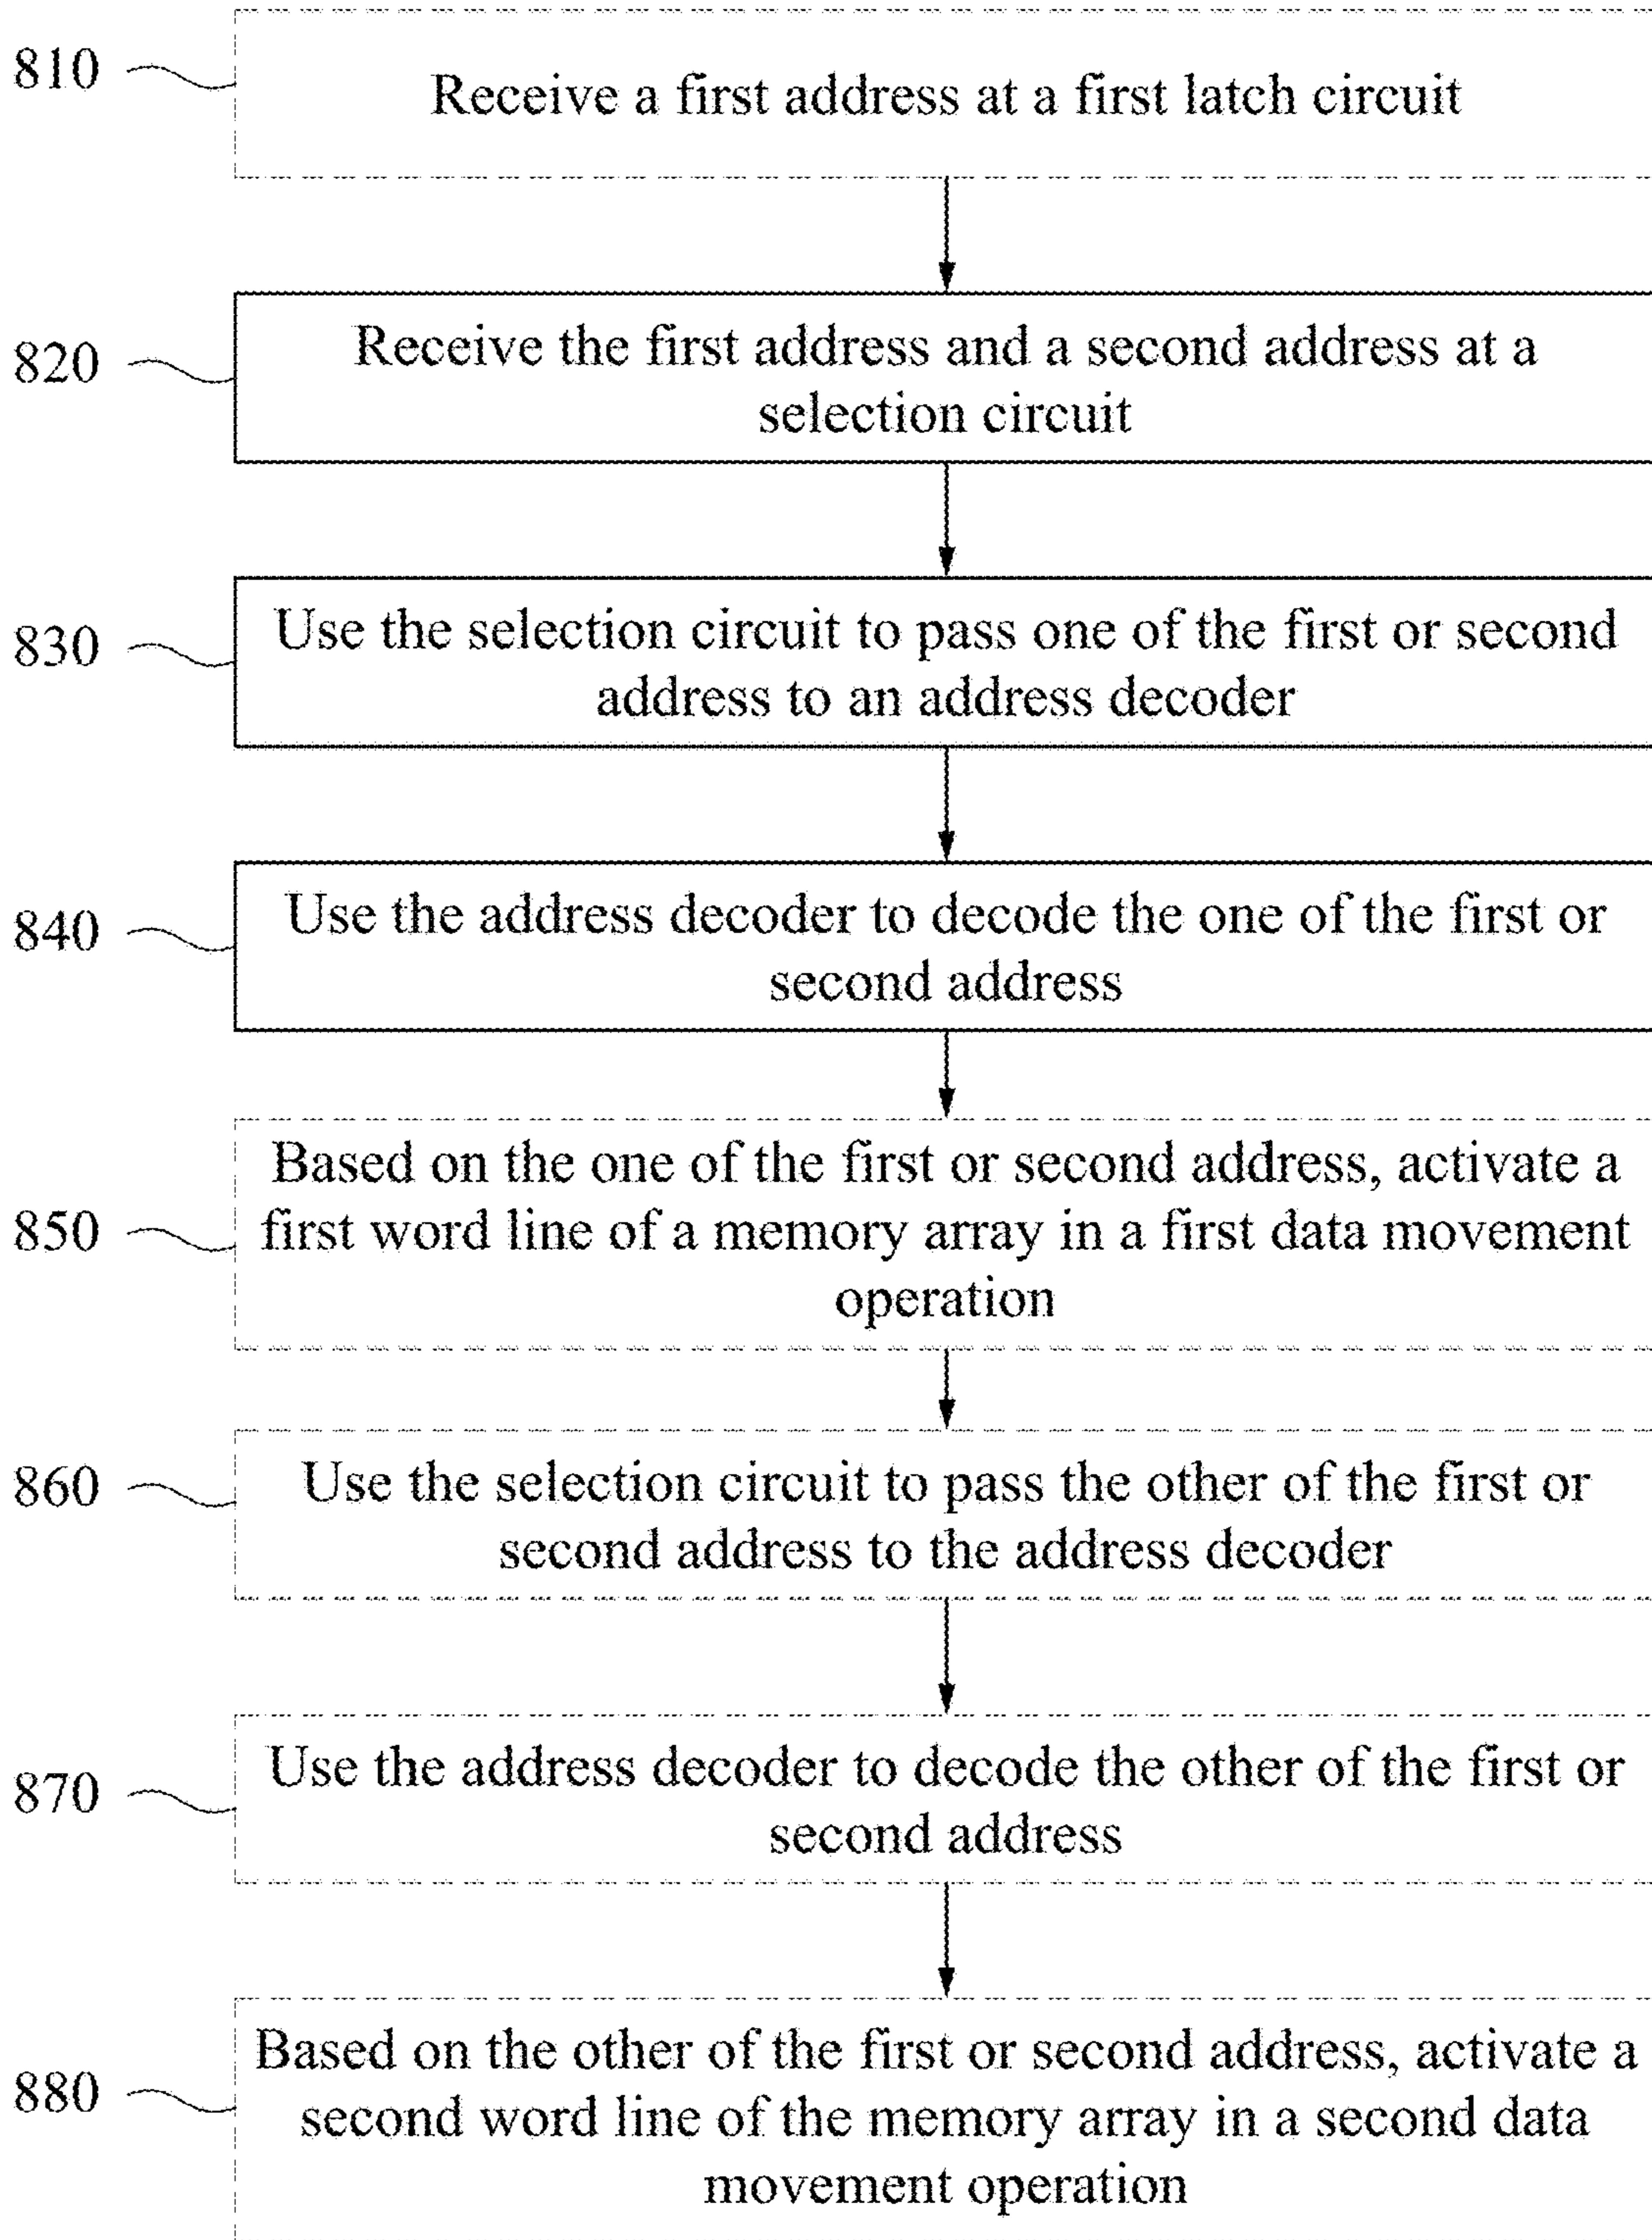 810
Receive a first address at a first latch circuit
820
Receive the first address and a second address at a
selection circuit
830
Use the selection circuit to pass one of the first or second
address to an address decoder
840
Use the address decoder to decode the one of the first or
second address
850
Based on the one of the first or second address, activate a
first word line of a memory array in a first data movement
operation
860
Use the selection circuit to pass the other of the first or
second address to the address decoder
870
Use the address decoder to decode the other of the first or
second address
880
Based on the other of the first or second address, activate a
second word line of the memory array in a second data
movement operation